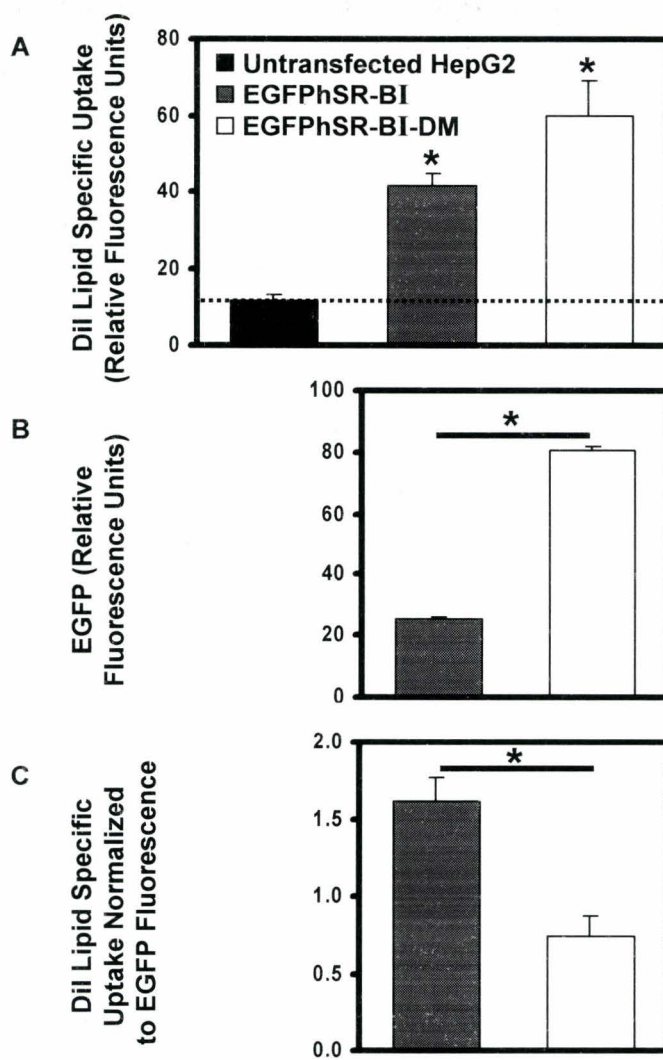 A
DiI Lipid Specific Uptake
(Relative Fluorescence Units)
80
60
40
20
0
Untransfected HepG2
EGFPhSR-BI
EGFPhSR-BI-DM
*
*
B
EGFP (Relative
Fluorescence Units)
100
80
60
40
20
0
*
C
DiI Lipid Specific
Uptake Normalized
to EGFP Fluorescence
2.0
1.5
1.0
0.5
0.0
*